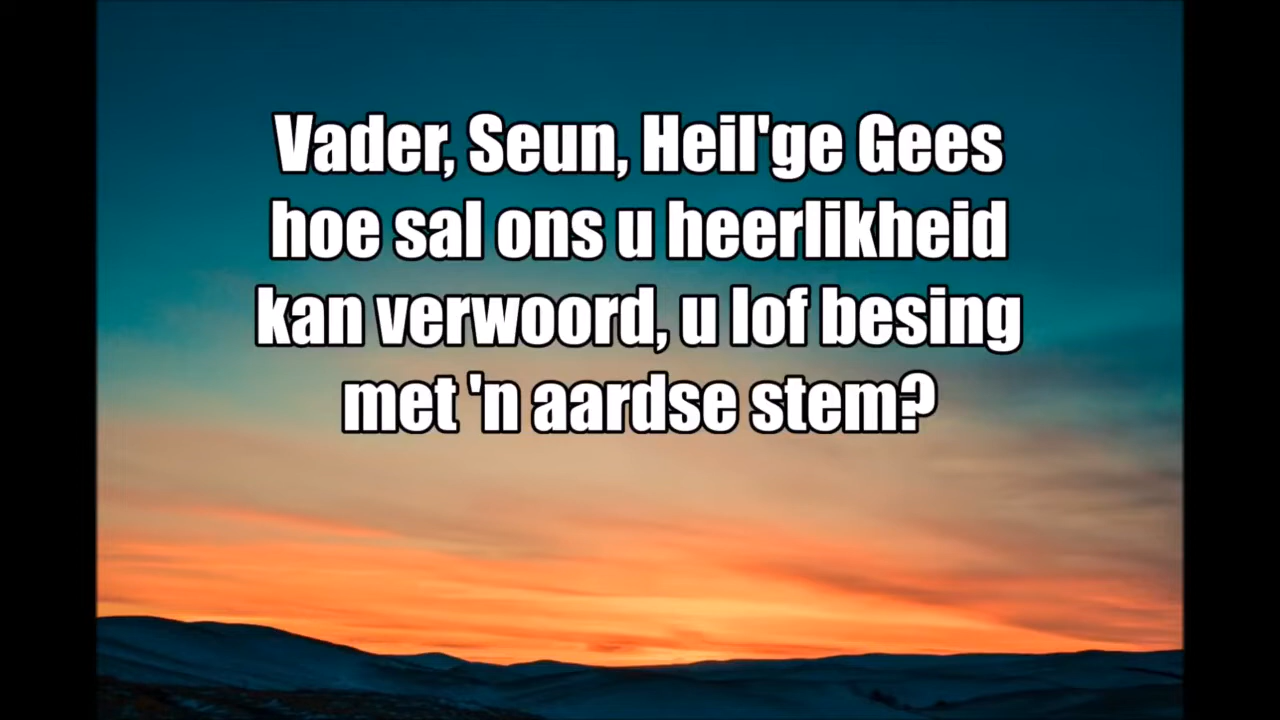 Vader, Seun, Heil'ge Gees
hoe sal ons u heerlikheid
kan verwoord, u lof besing
met 'n aardse stem?